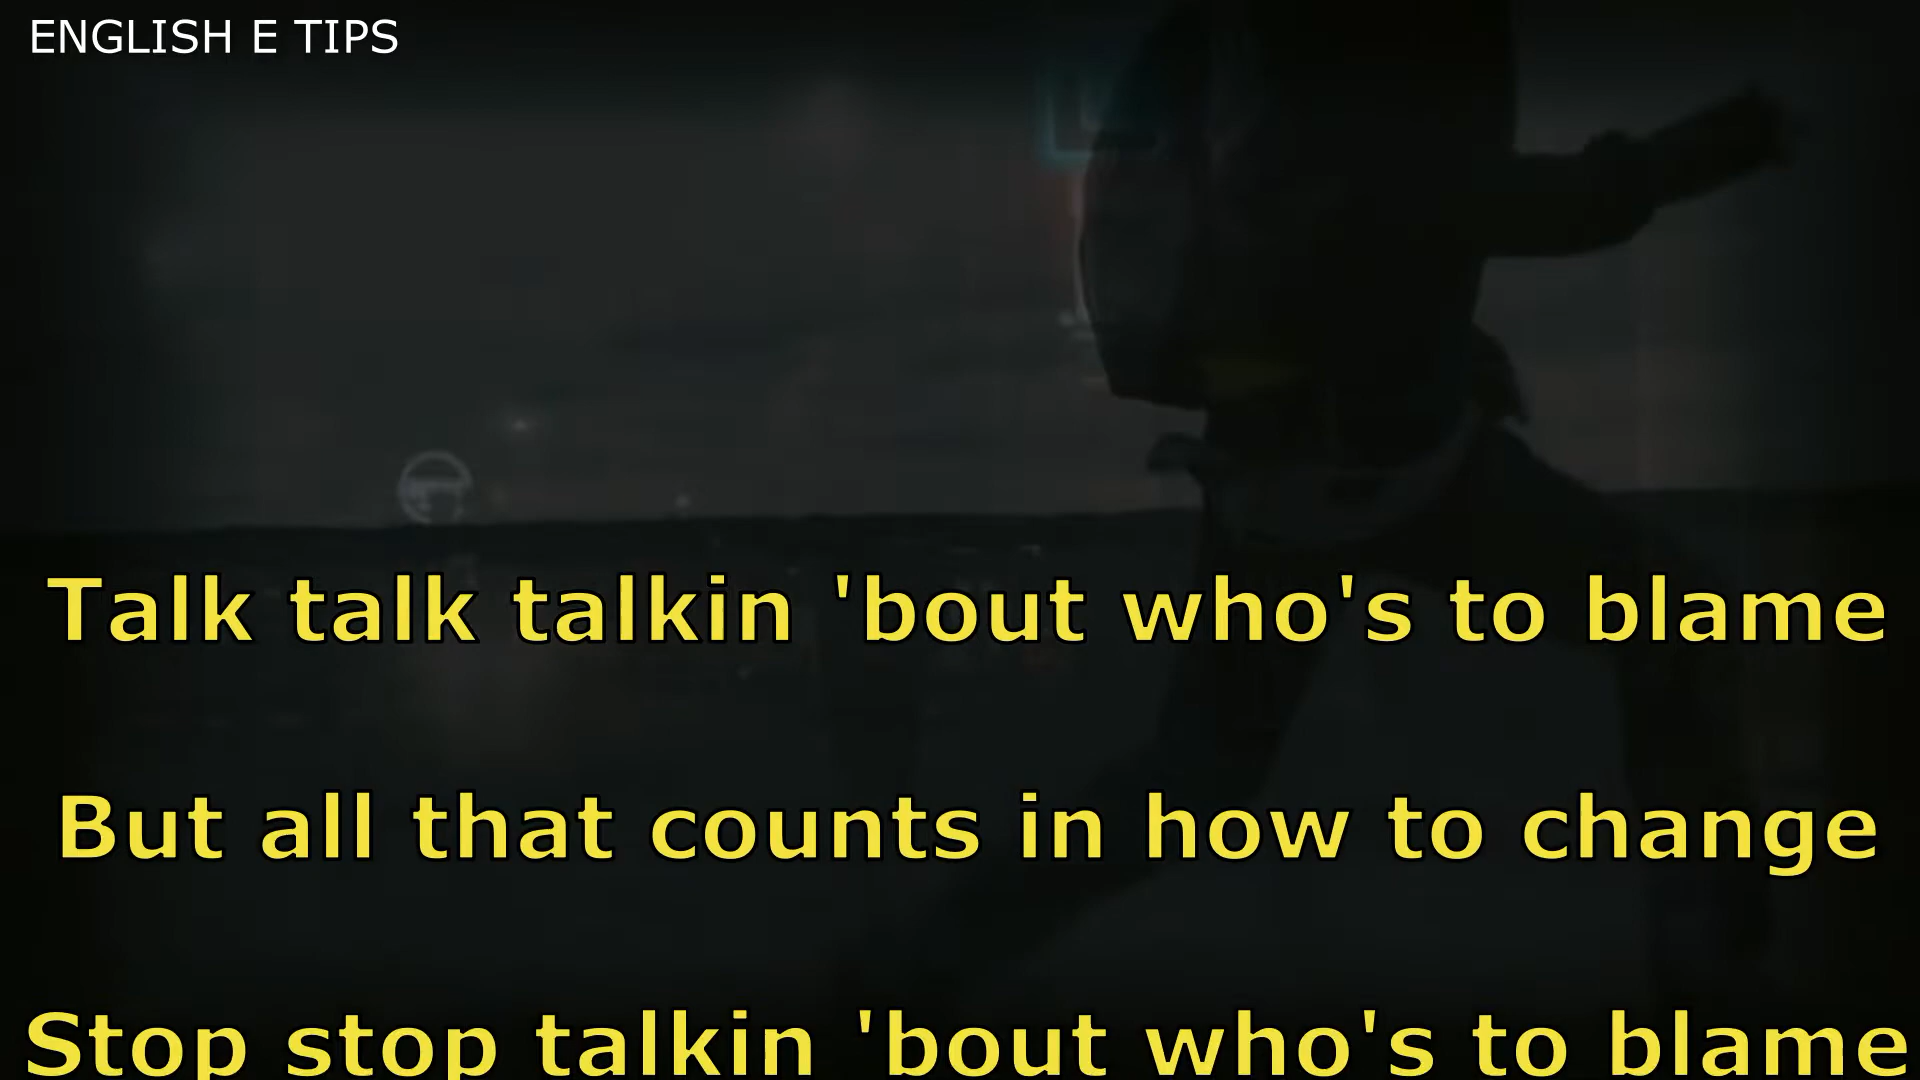 ENGLISH E TIPS
Talk talk talkin 'bout who's to blame
But all that counts in how to change
Stop stop talkin 'bout who's to blame